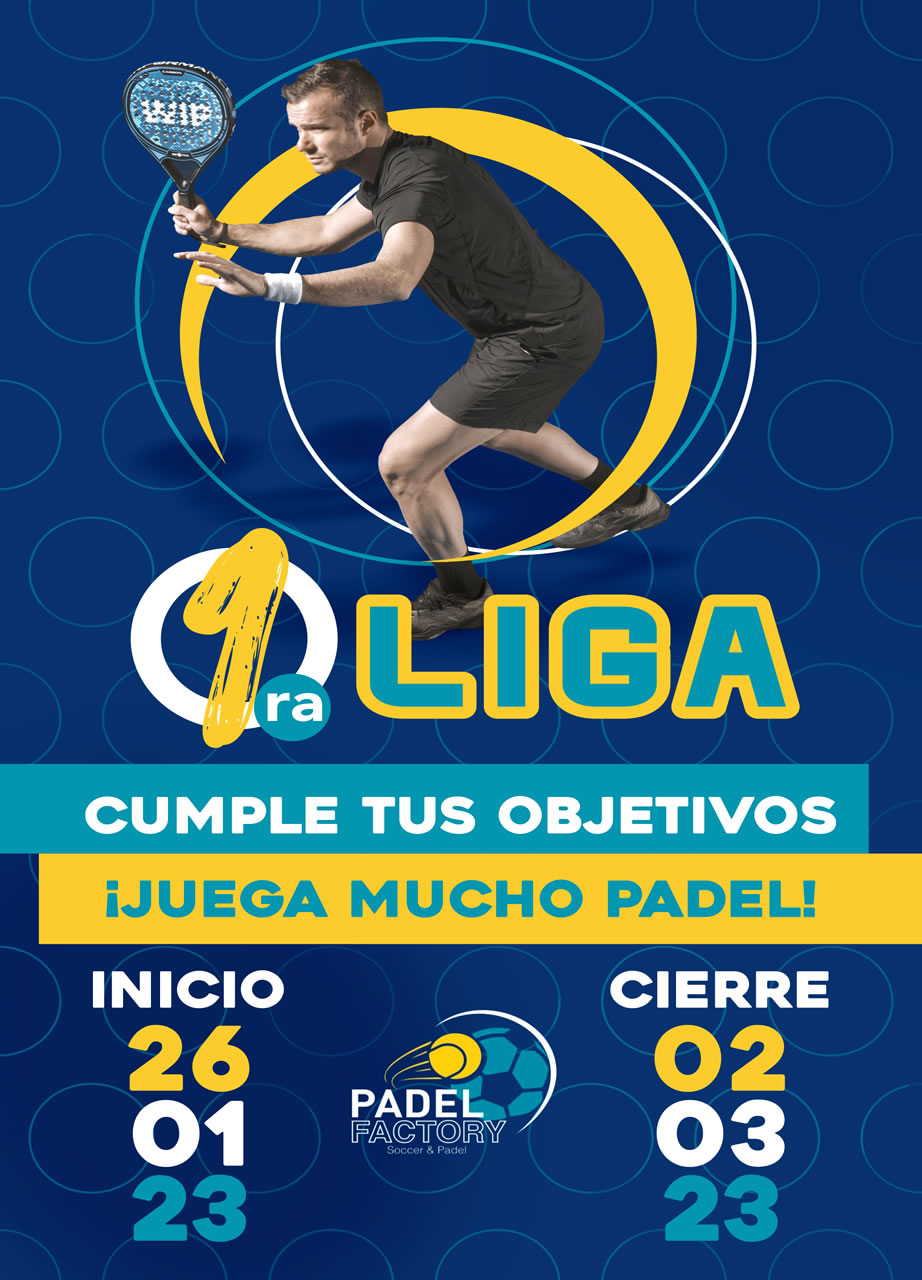 WIP
1ra LIGA
CUMPLE TUS OBJETIVOS
¡JUEGA MUCHO PADEL!
INICIO
26
01
23
CIERRE
02
03
23
PADEL
FACTORY
Soccer & Padel